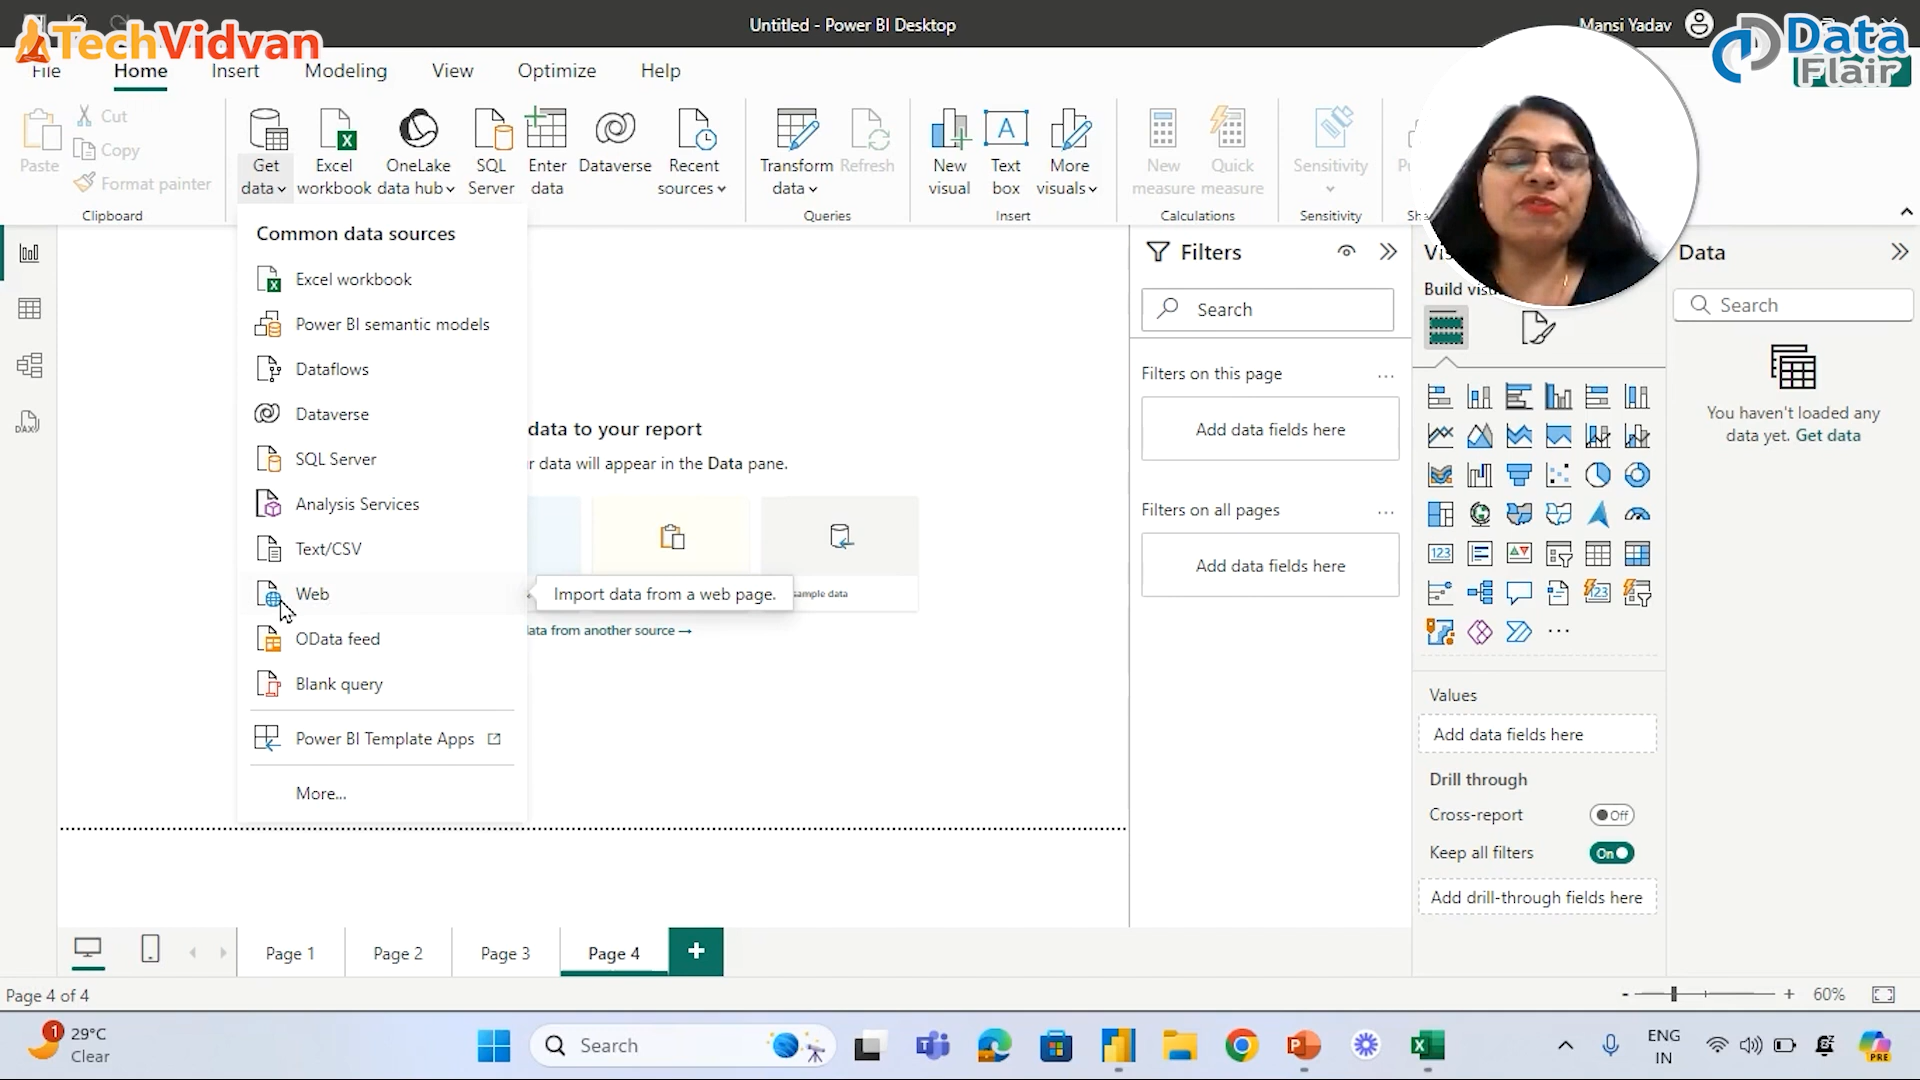 Untitled - Power BI Desktop
Mansi Yadav
TechVidvan
Data
Flair
File
Home
Insert
Modeling
View
Optimize
Help
Paste
Cut
Copy
Format painter
Clipboard
Get data
Excel workbook
OneLake data hub
SQL Server
Enter data
Dataverse
Recent sources
Transform data
Refresh
Queries
New visual
Text box
More visuals
Insert
New measure
Quick measure
Calculations
Sensitivity
Sensitivity
Common data sources
Excel workbook
Power BI semantic models
Dataflows
Dataverse
SQL Server
Analysis Services
Text/CSV
Web
OData feed
Blank query
Power BI Template Apps
More...
Import data from a web page.
data to your report
data will appear in the Data pane.
sample data
from another source →
Filters
Search
Filters on this page
Add data fields here
Filters on all pages
Add data fields here
Build
123
Values
Add data fields here
Drill through
Cross-report
Off
Keep all filters
On
Add drill-through fields here
Data
Search
You haven't loaded any
data yet. Get data
DAX
Page 1
Page 2
Page 3
Page 4
+
Page 4 of 4
-
+
60%
1
29°C
Clear
Search
ENG
IN
PRE